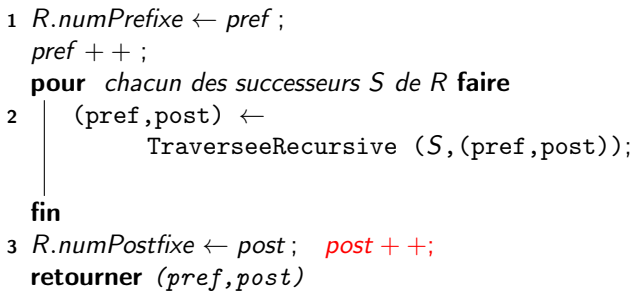 1 R.numPrefixe ← pref ;
pref + + ;
pour chacun des successeurs S de R faire
2 (pref,post) ←
TraverseeRecursive (S,(pref,post));
fin
3 R.numPostfixe ← post ; post + +;
retourner (pref,post)